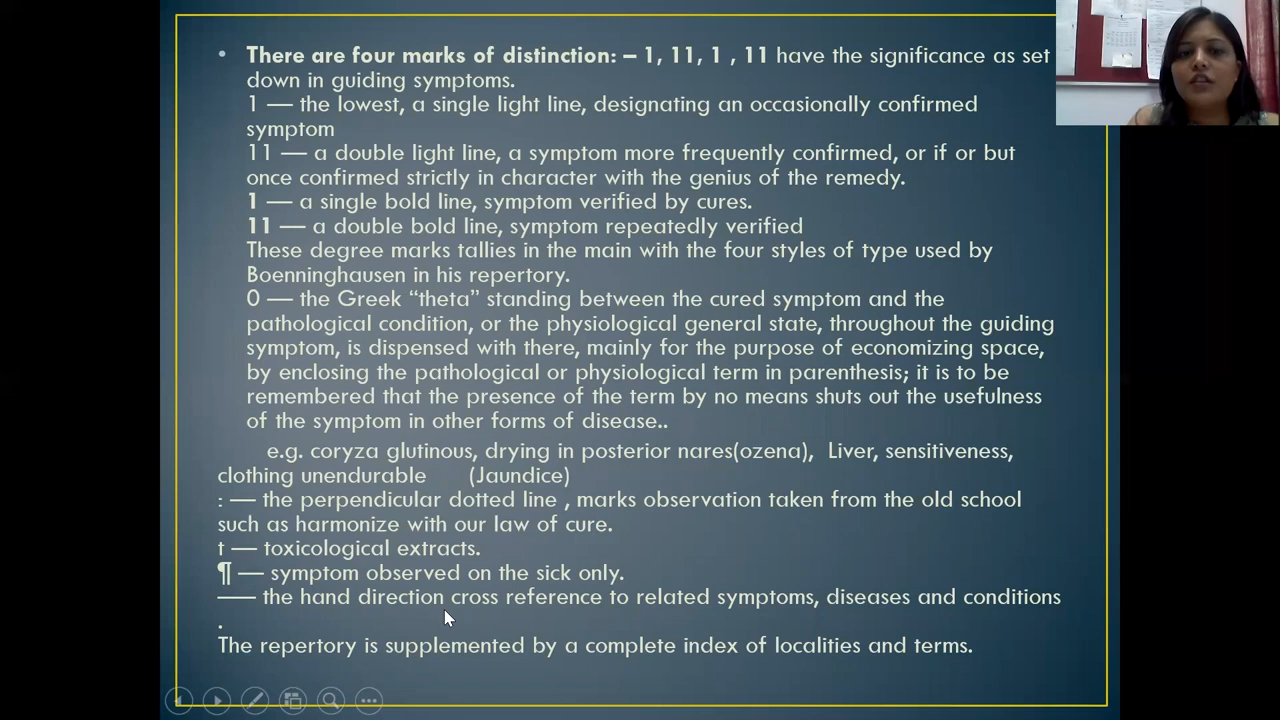 • There are four marks of distinction: – 1, 11, 1 , 11 have the significance as set
down in guiding symptoms.
1 — the lowest, a single light line, designating an occasionally confirmed
symptom
11 — a double light line, a symptom more frequently confirmed, or if or but
once confirmed strictly in character with the genius of the remedy.
1 — a single bold line, symptom verified by cures.
11 — a double bold line, symptom repeatedly verified
These degree marks tallies in the main with the four styles of type used by
Boenninghausen in his repertory.
0 — the Greek “theta” standing between the cured symptom and the
pathological condition, or the physiological general state, throughout the guiding
symptom, is dispensed with there, mainly for the purpose of economizing space,
by enclosing the pathological or physiological term in parenthesis; it is to be
remembered that the presence of the term by no means shuts out the usefulness
of the symptom in other forms of disease..
e.g. coryza glutinous, drying in posterior nares(ozena), Liver, sensitiveness,
clothing unendurable (Jaundice)
: — the perpendicular dotted line , marks observation taken from the old school
such as harmonize with our law of cure.
t — toxicological extracts.
¶ — symptom observed on the sick only.
— the hand direction cross reference to related symptoms, diseases and conditions
.
The repertory is supplemented by a complete index of localities and terms.